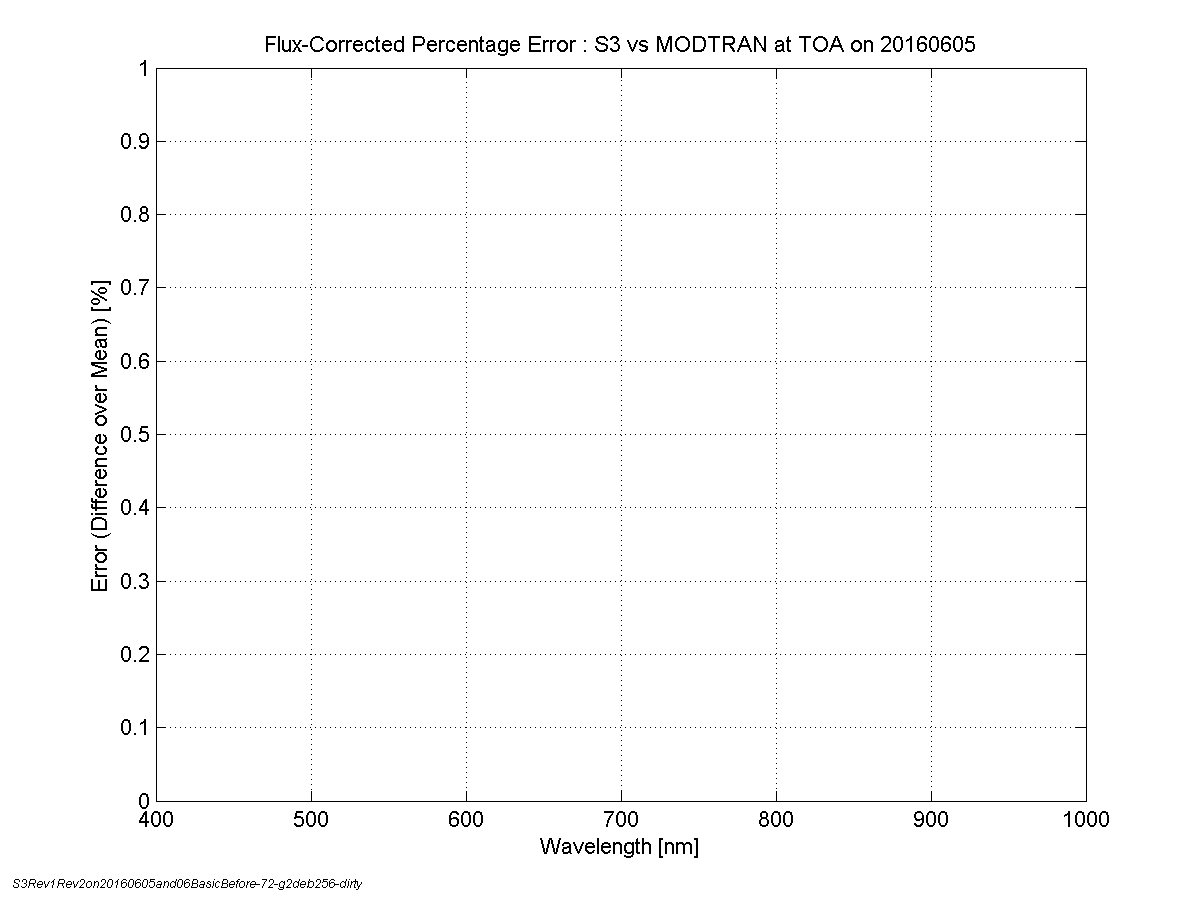 Flux-Corrected Percentage Error : S3 vs MODTRAN at TOA on 20160605
1
0.9
0.8
0.7
0.6
0.5
0.4
0.3
0.2
0.1
0
Error (Difference over Mean) [%]
400 500 600 700 800 900 1000
Wavelength [nm]
S3Rev1Rev2on20160605and06BasicBefore-72-g2deb256-dirty